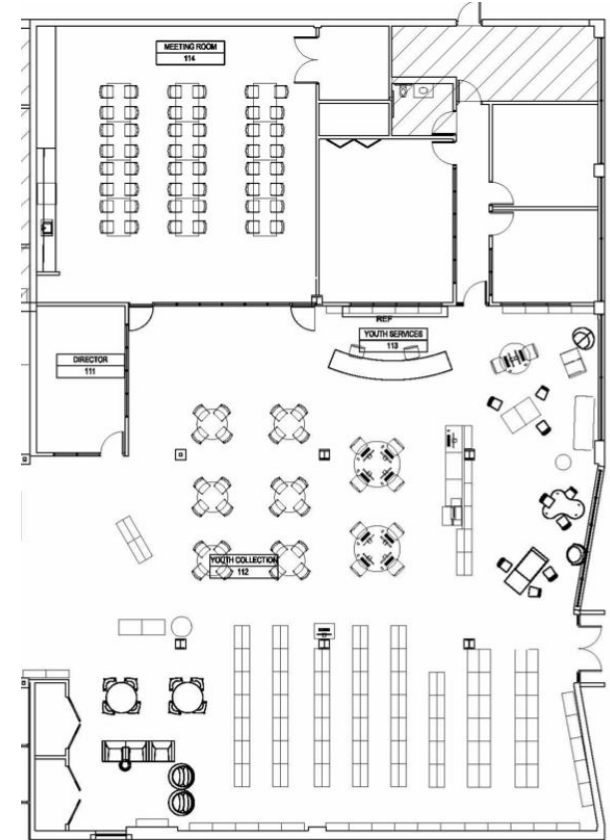 MEETING ROOM
114
REF
YOUTH SERVICES
113
DIRECTOR
111
YOUTH COLLECTION
112